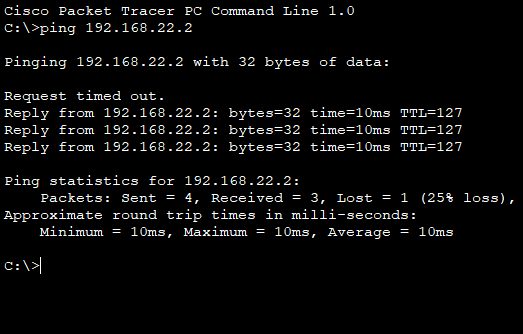 Cisco Packet Tracer PC Command Line 1.0
C:\>ping 192.168.22.2
Pinging 192.168.22.2 with 32 bytes of data:
Request timed out.
Reply from 192.168.22.2: bytes=32 time=10ms TTL=127
Reply from 192.168.22.2: bytes=32 time=10ms TTL=127
Reply from 192.168.22.2: bytes=32 time=10ms TTL=127
Ping statistics for 192.168.22.2:
Packets: Sent = 4, Received = 3, Lost = 1 (25% loss),
Approximate round trip times in milli-seconds:
Minimum = 10ms, Maximum = 10ms, Average = 10ms
C:\>